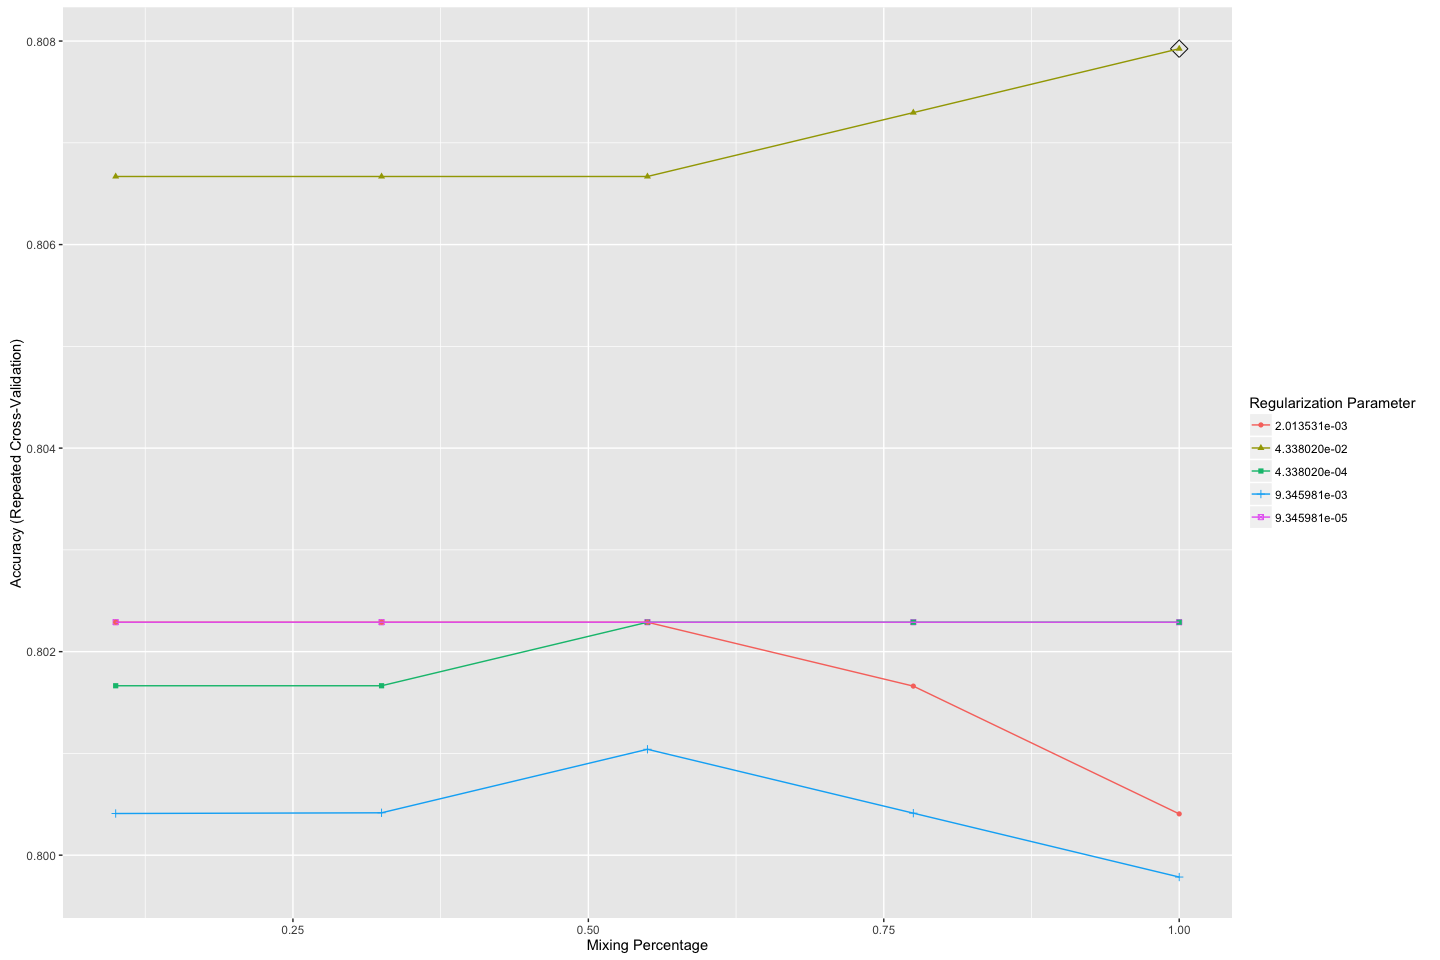 0.808
0.806
0.804
0.802
0.800
Accuracy (Repeated Cross-Validation)
0.25
0.50
0.75
1.00
Mixing Percentage
Regularization Parameter
2.013531e-03
4.338020e-02
4.338020e-04
9.345981e-03
9.345981e-05